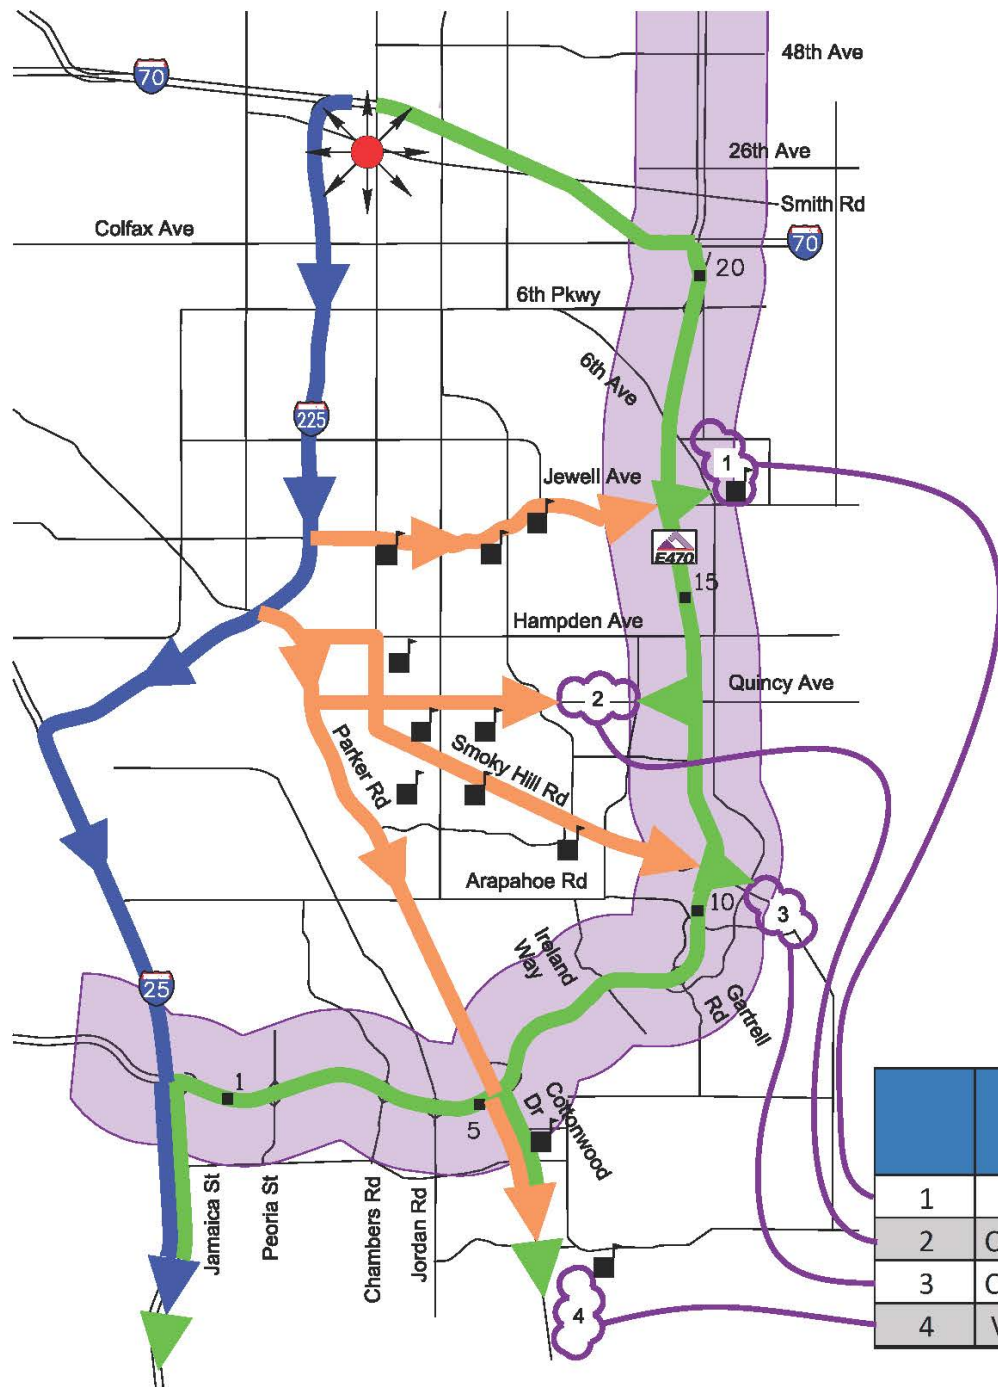 48th Ave
70
26th Ave
Smith Rd
Colfax Ave
70
20
6th Pkwy
6th Ave
225
1
Jewell Ave
E470
15
Hampden Ave
Quincy Ave
2
Parker Rd
Smoky Hill Rd
Arapahoe Rd
10
3
Ireland
Way
Gartrell
Rd
25
1
5
Cottonwood
Dr
Jamaica St
Peoria St
Chambers Rd
Jordan Rd
4
1
2 C
3 C
4 V